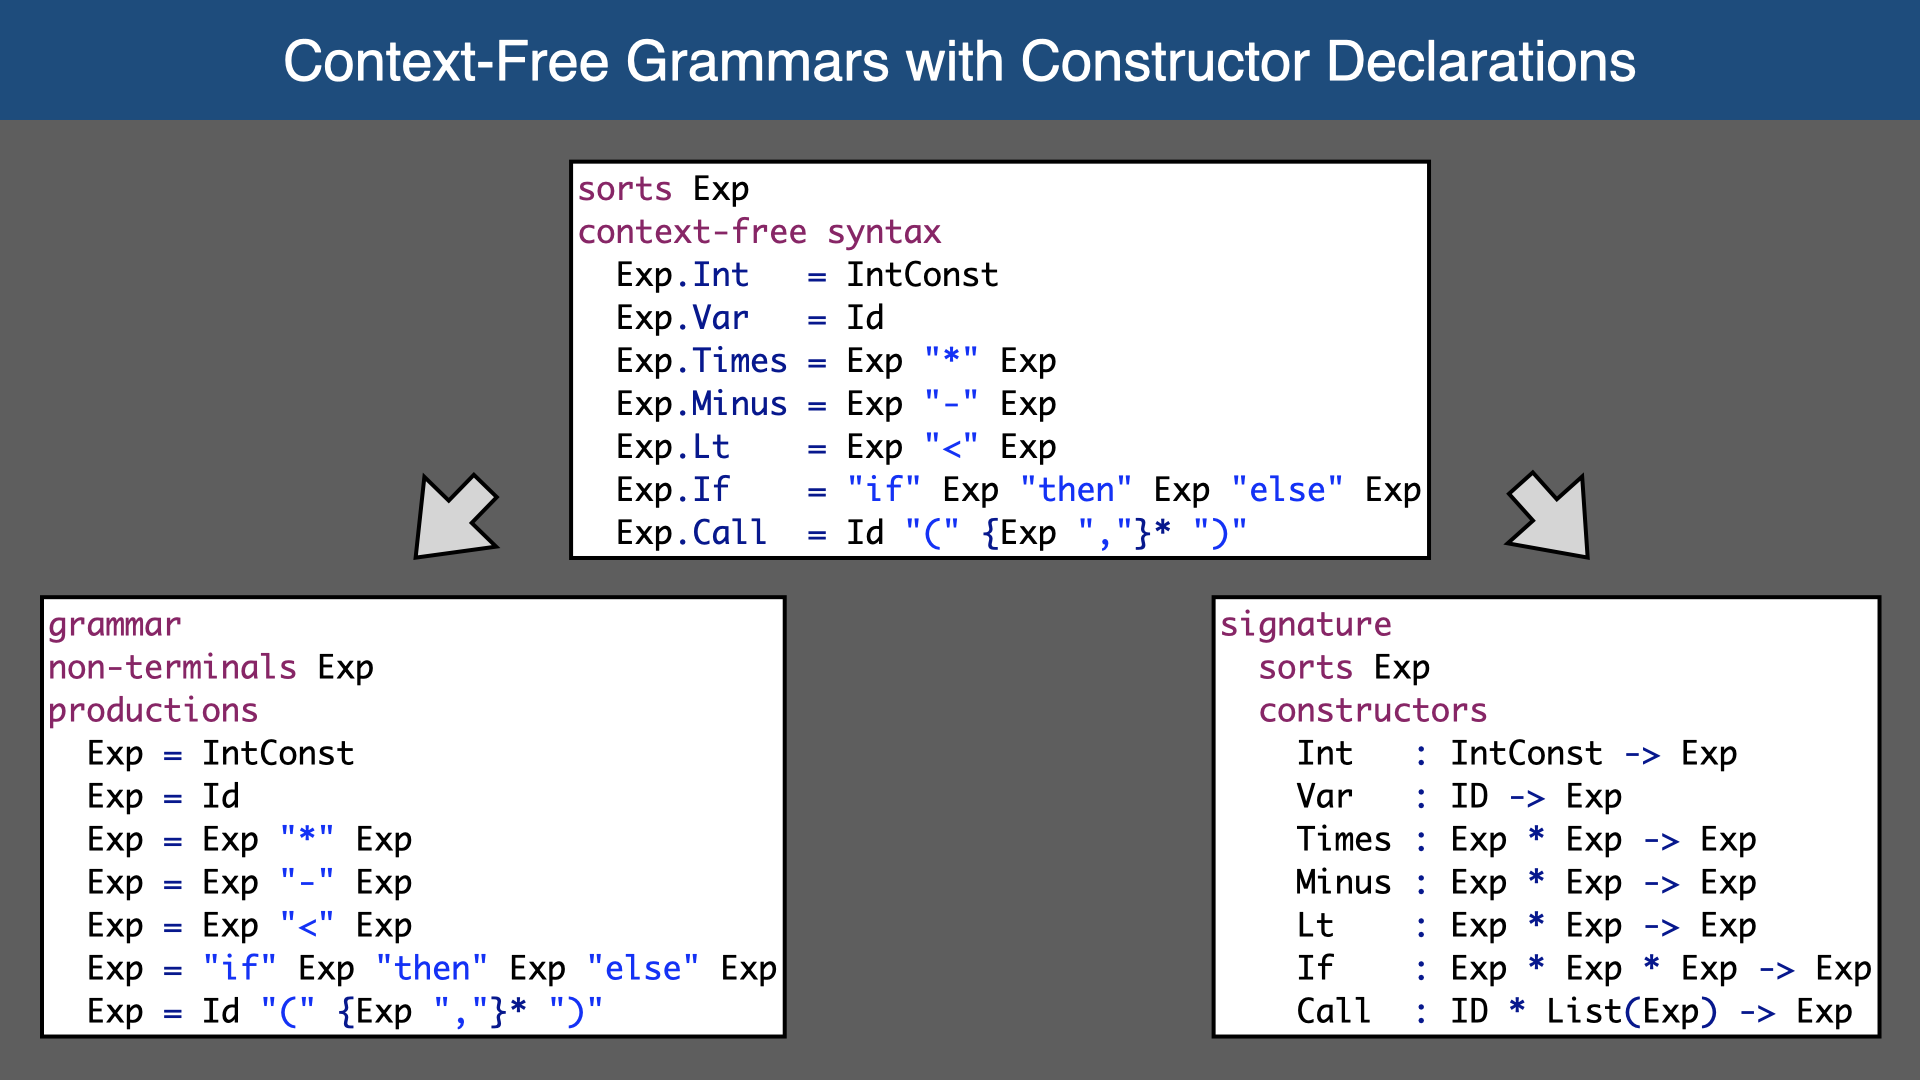 Context-Free Grammars with Constructor Declarations
sorts Exp
context-free syntax
  Exp.Int   = IntConst
  Exp.Var   = Id
  Exp.Times = Exp "*" Exp
  Exp.Minus = Exp "-" Exp
  Exp.Lt    = Exp "<" Exp
  Exp.If    = "if" Exp "then" Exp "else" Exp
  Exp.Call  = Id "(" {Exp ","}* ")"
grammar
non-terminals Exp
productions
  Exp = IntConst
  Exp = Id
  Exp = Exp "*" Exp
  Exp = Exp "-" Exp
  Exp = Exp "<" Exp
  Exp = "if" Exp "then" Exp "else" Exp
  Exp = Id "(" {Exp ","}* ")"
signature
  sorts Exp
  constructors
    Int   : IntConst -> Exp
    Var   : ID -> Exp
    Times : Exp * Exp -> Exp
    Minus : Exp * Exp -> Exp
    Lt    : Exp * Exp -> Exp
    If    : Exp * Exp * Exp -> Exp
    Call  : ID * List(Exp) -> Exp